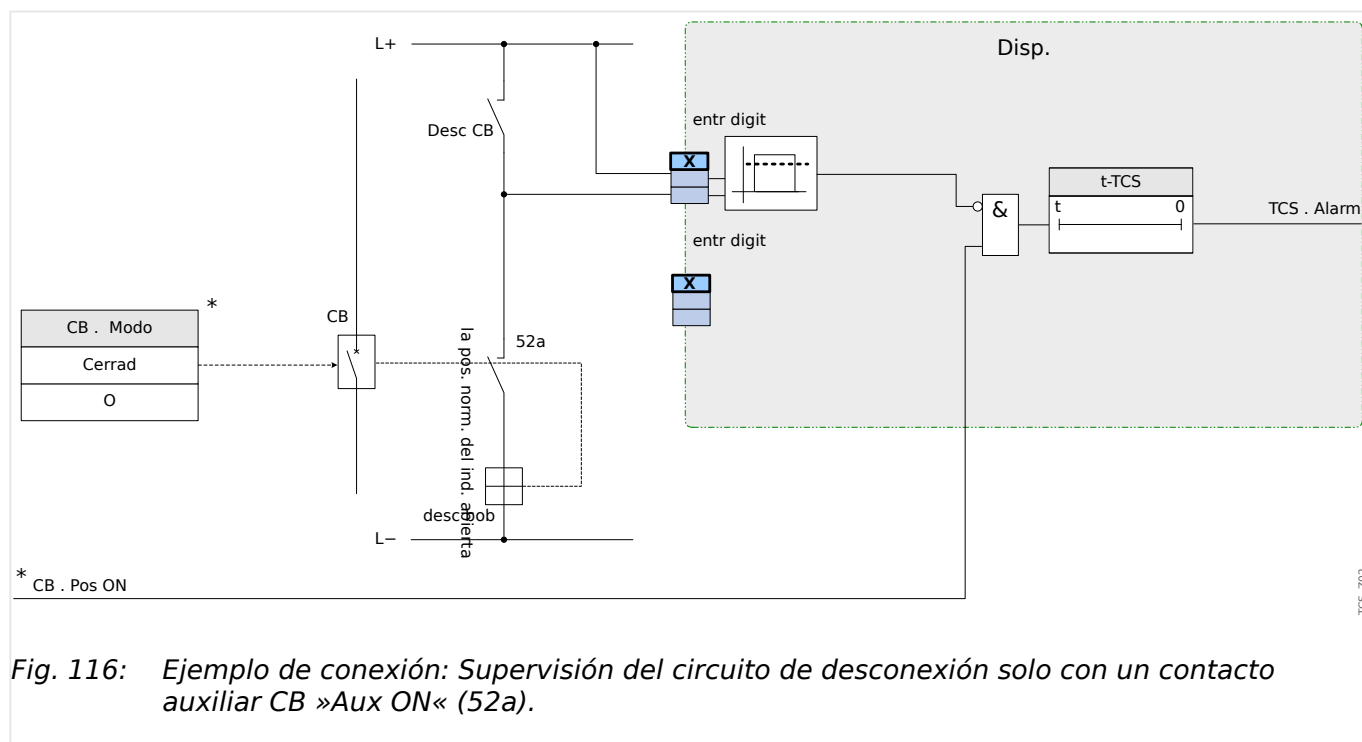 L+
Disp.
entr digit
Desc CB
X
t-TCS
t 0
&
TCS . Alarm
entr digit
X
*
CB . Modo
Cerrad
O
CB
52a
la pos. norm. del ind. abierta
desc bob
L−
*
CB . Pos ON
TCS_Z02
Fig. 116: Ejemplo de conexión: Supervisión del circuito de desconexión solo con un contacto
auxiliar CB »Aux ON« (52a).